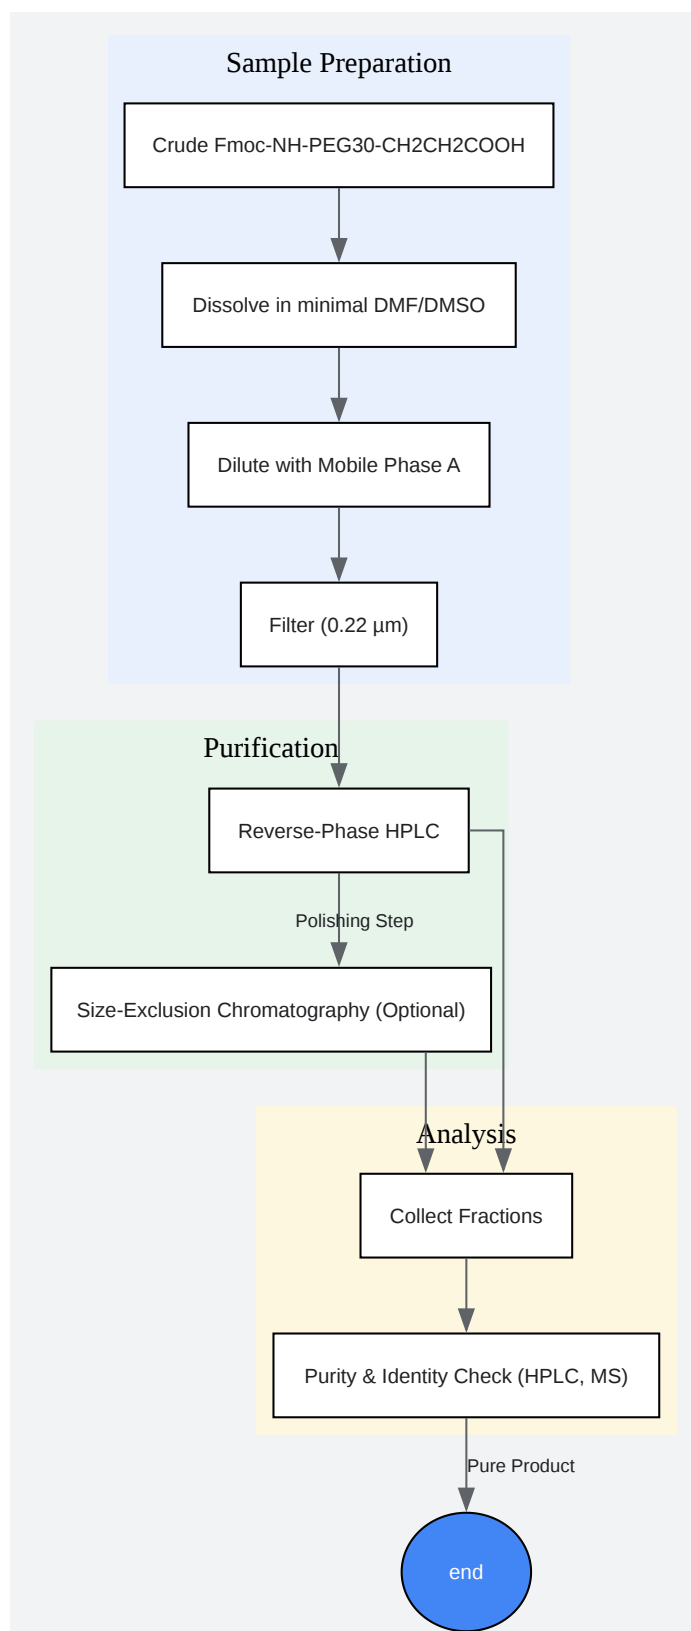 Sample Preparation
Crude Fmoc-NH-PEG30-CH2CH2COOH
Dissolve in minimal DMF/DMSO
Dilute with Mobile Phase A
Filter (0.22 µm)
Purification
Reverse-Phase HPLC
Polishing Step
Size-Exclusion Chromatography (Optional)
Analysis
Collect Fractions
Purity & Identity Check (HPLC, MS)
Pure Product
end